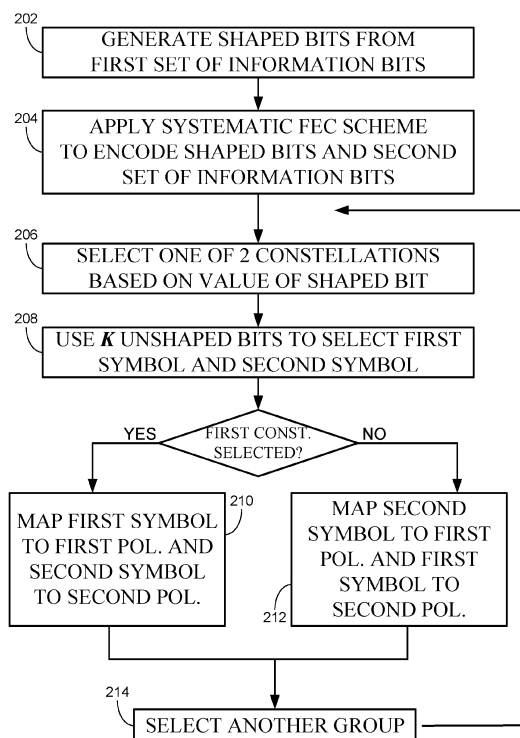 202
GENERATE SHAPED BITS FROM
FIRST SET OF INFORMATION BITS
204
APPLY SYSTEMATIC FEC SCHEME
TO ENCODE SHAPED BITS AND SECOND
SET OF INFORMATION BITS
206
SELECT ONE OF 2 CONSTELLATIONS
BASED ON VALUE OF SHAPED BIT
208
USE K UNSHAPED BITS TO SELECT FIRST
SYMBOL AND SECOND SYMBOL
YES
FIRST CONST.
SELECTED?
NO
210
MAP FIRST SYMBOL
TO FIRST POL. AND
SECOND SYMBOL
TO SECOND POL.
MAP SECOND
SYMBOL TO FIRST
POL. AND FIRST
SYMBOL TO
SECOND POL.
212
214
SELECT ANOTHER GROUP